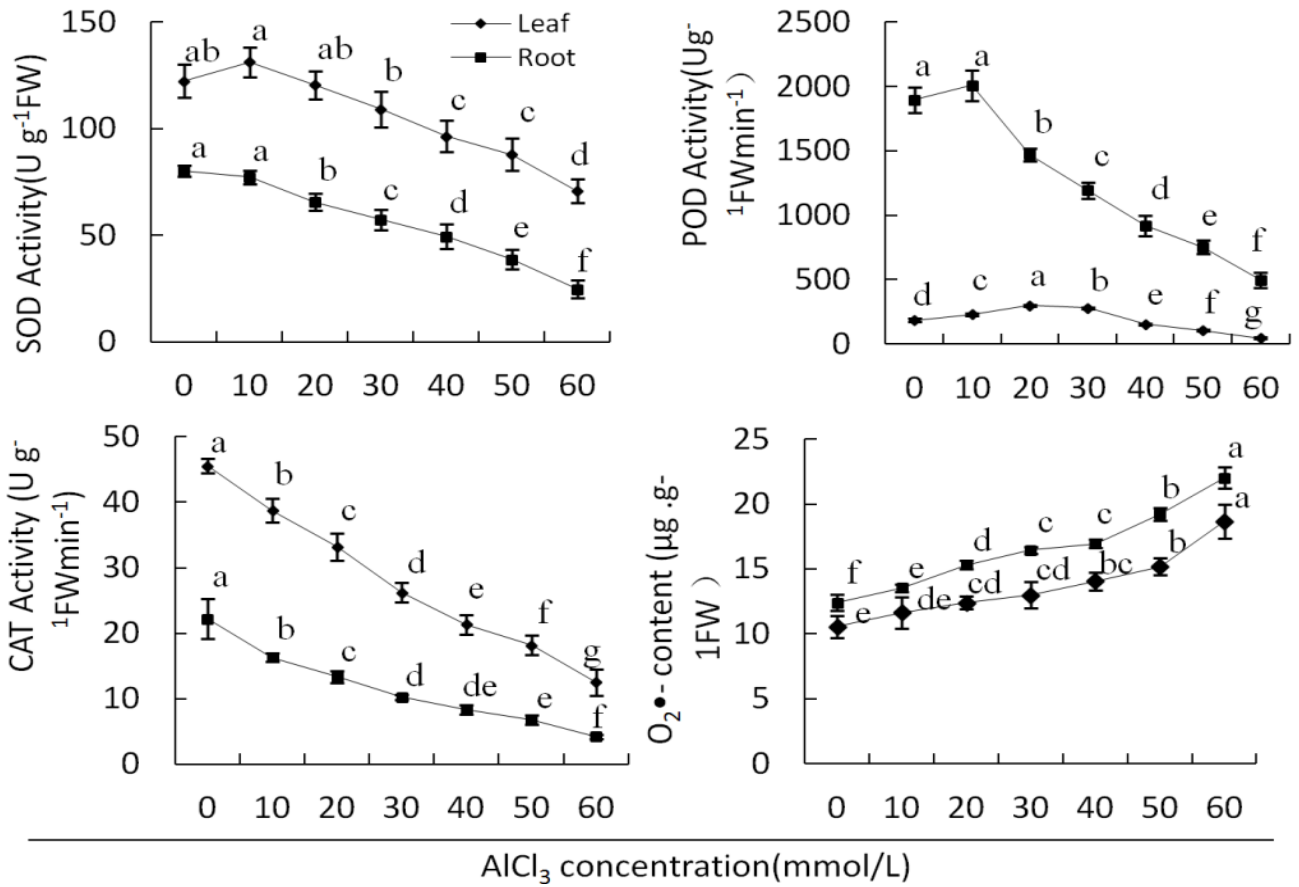 SOD Activity(U g-1FW)
150
100
50
0
Leaf
Root
ab a ab b c c d
a a b c d e f
0 10 20 30 40 50 60
POD Activity(Ug-
1FWmin-1)
2500
2000
1500
1000
500
0
a a b c d e f
d c a b e f g
0 10 20 30 40 50 60
CAT Activity (U g-
1FWmin-1)
50
40
30
20
10
0
a b c d e f g
a b c d de e f
0 10 20 30 40 50 60
O2●- content (μg .g-
1FW )
25
20
15
10
5
0
f e d c c b a
e de cd cd bc b a
0 10 20 30 40 50 60
AlCl3 concentration(mmol/L)